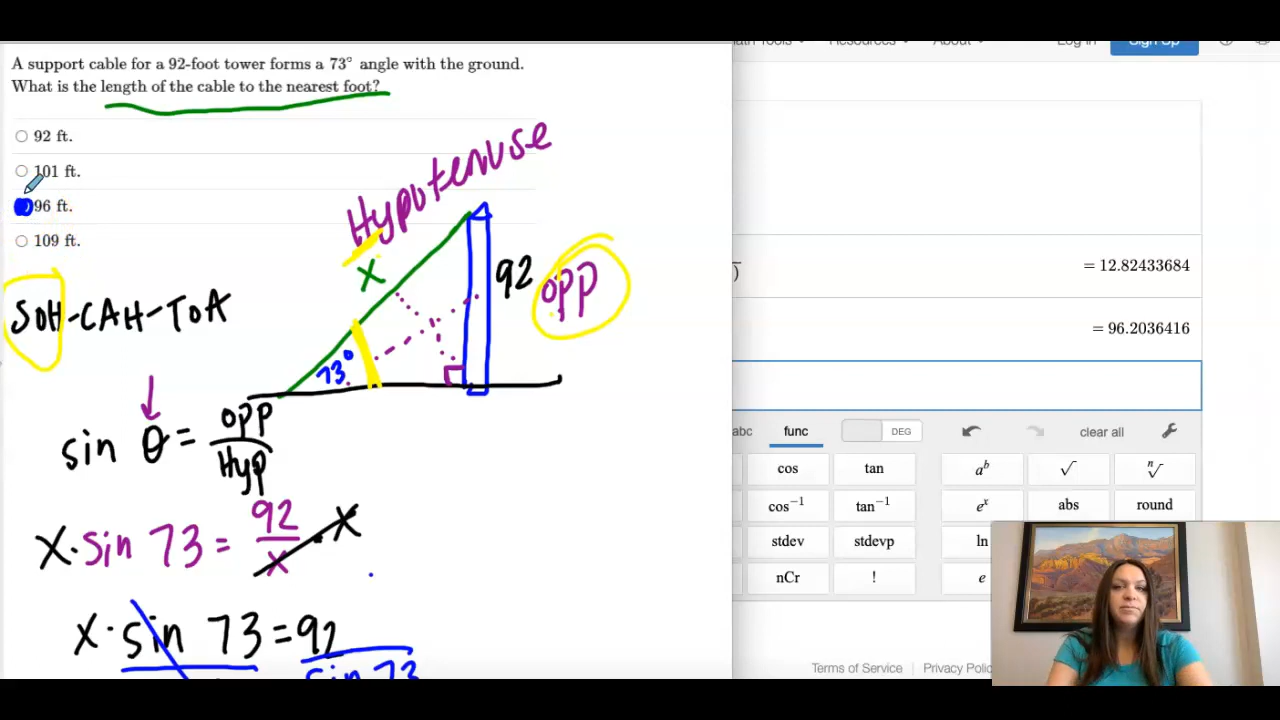 A support cable for a 92-foot tower forms a 73° angle with the ground.
What is the length of the cable to the nearest foot?
92 ft.
101 ft.
96 ft.
109 ft.
Hypotenuse
x
92 opp
73°
SOH-CAH-TOA
sin θ = opp/Hyp
x · sin 73 = 92/x · x
x · sin 73 = 92
sin 73
Resources About Log In Sign Up
)
= 12.82433684
= 96.2036416
abc func DEG clear all
cos tan a^b √ ⁿ√
cos⁻¹ tan⁻¹ e^x abs round
stdev stdevp ln
nCr ! e
Terms of Service Privacy